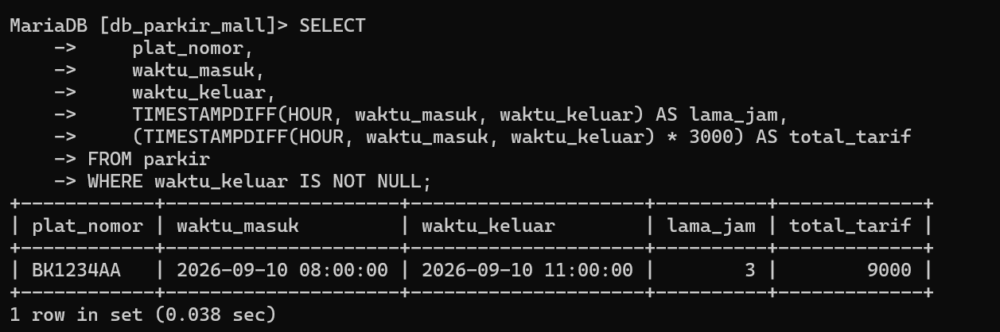 MariaDB [db_parkir_mall]> SELECT
    ->     plat_nomor,
    ->     waktu_masuk,
    ->     waktu_keluar,
    ->     TIMESTAMPDIFF(HOUR, waktu_masuk, waktu_keluar) AS lama_jam,
    ->     (TIMESTAMPDIFF(HOUR, waktu_masuk, waktu_keluar) * 3000) AS total_tarif
    -> FROM parkir
    -> WHERE waktu_keluar IS NOT NULL;
+------------+---------------------+---------------------+----------+-------------+
| plat_nomor | waktu_masuk         | waktu_keluar        | lama_jam | total_tarif |
+------------+---------------------+---------------------+----------+-------------+
| BK1234AA   | 2026-09-10 08:00:00 | 2026-09-10 11:00:00 |        3 |        9000 |
+------------+---------------------+---------------------+----------+-------------+
1 row in set (0.038 sec)